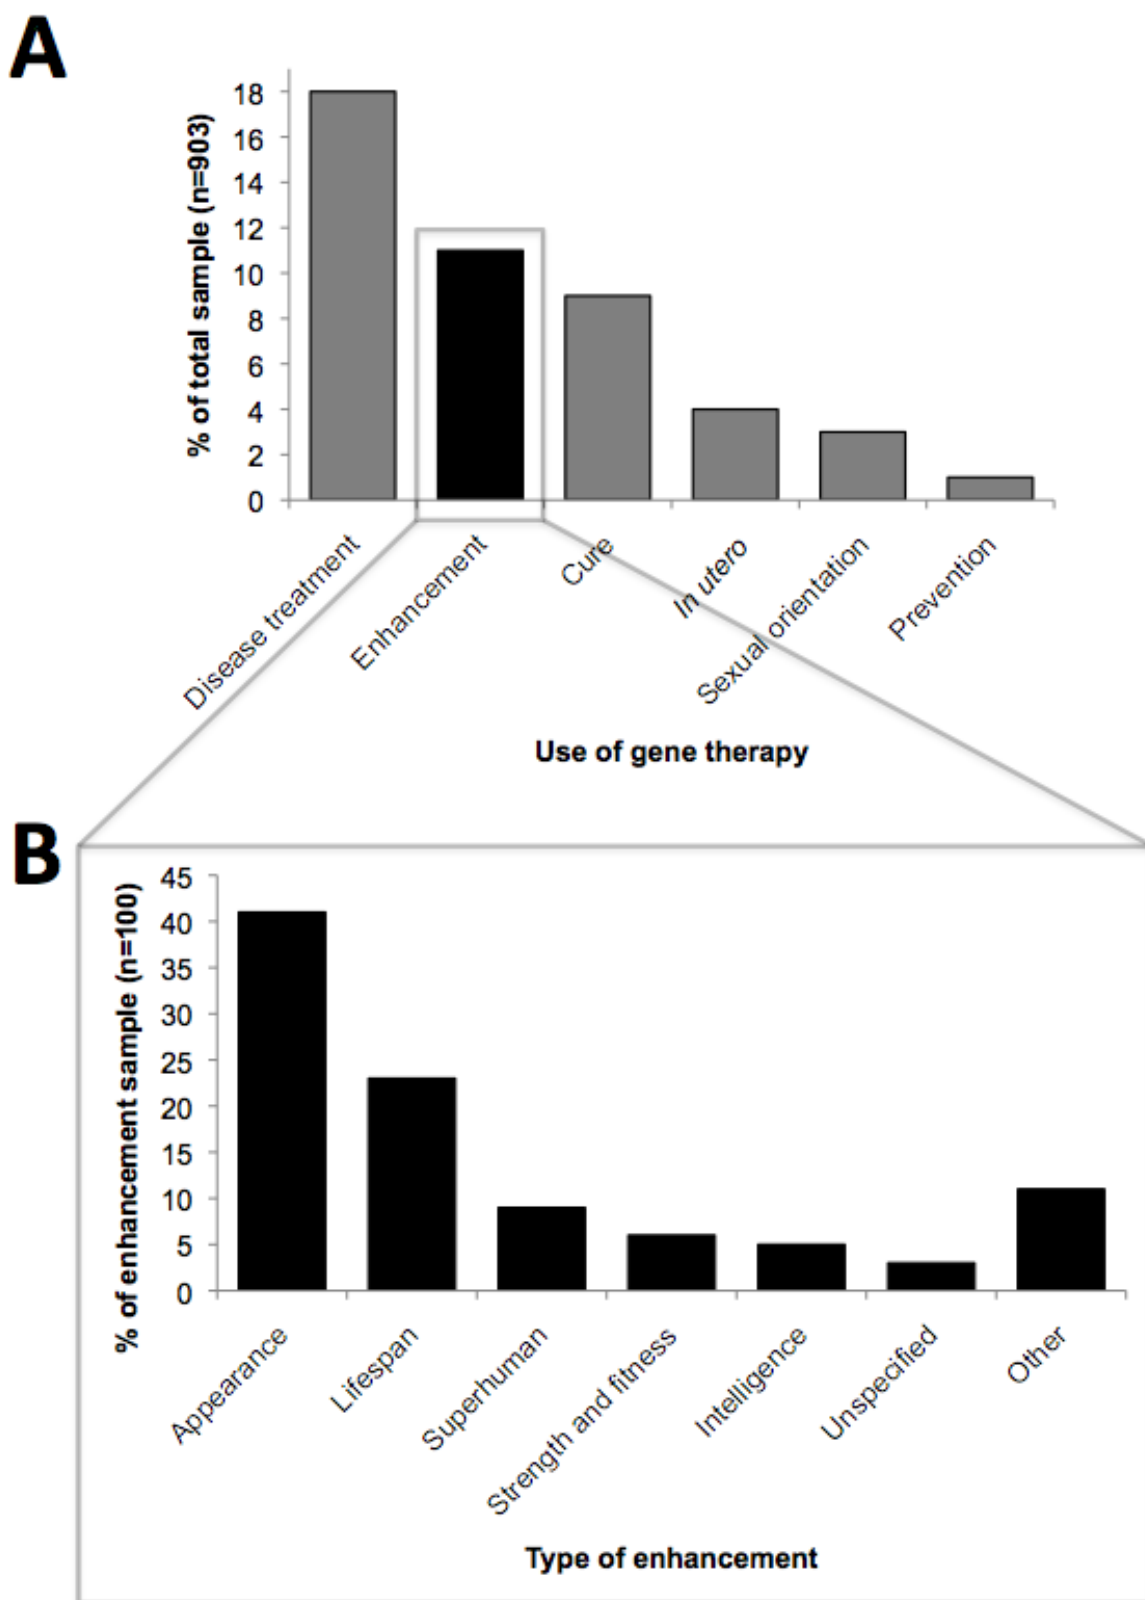 A
% of total sample (n=903)
18
16
14
12
10
8
6
4
2
0
Disease treatment
Enhancement
Cure
In utero
Sexual orientation
Prevention
Use of gene therapy
B
% of enhancement sample (n=100)
45
40
35
30
25
20
15
10
5
0
Appearance
Lifespan
Superhuman
Strength and fitness
Intelligence
Unspecified
Other
Type of enhancement